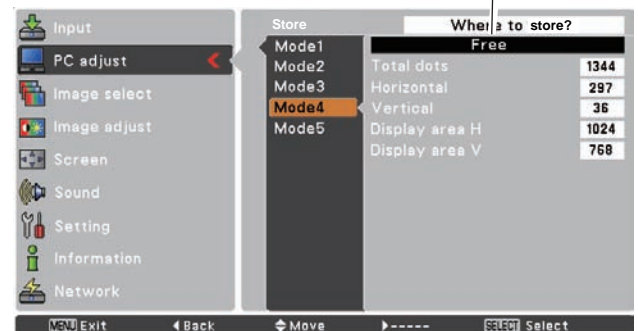 Input
PC adjust
Image select
Image adjust
Screen
Sound
Setting
Information
Network
Store
Mode1
Mode2
Mode3
Mode4
Mode5
Where to store?
Free
Total dots 1344
Horizontal 297
Vertical 36
Display area H 1024
Display area V 768
MENU Exit Back Move ----- SELECT Select